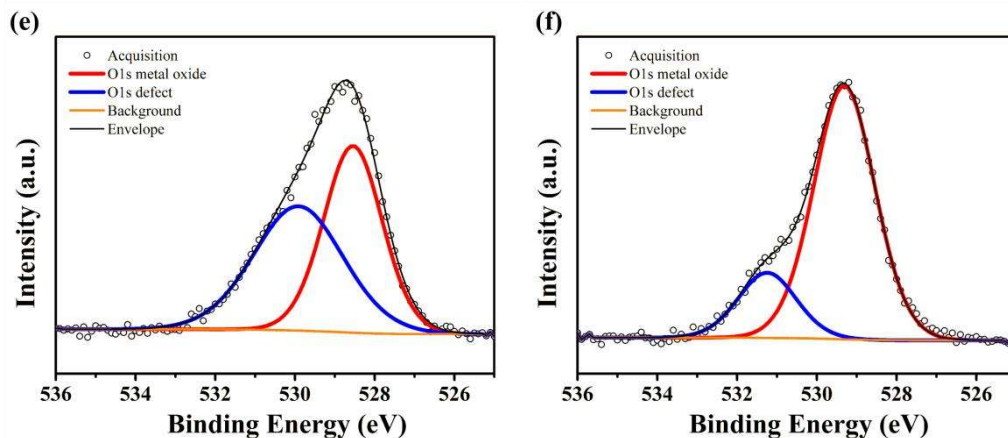 (e)
Acquisition
O1s metal oxide
O1s defect
Background
Envelope
Intensity (a.u.)
536 534 532 530 528 526
Binding Energy (eV)
(f)
Acquisition
O1s metal oxide
O1s defect
Background
Envelope
Intensity (a.u.)
536 534 532 530 528 526
Binding Energy (eV)